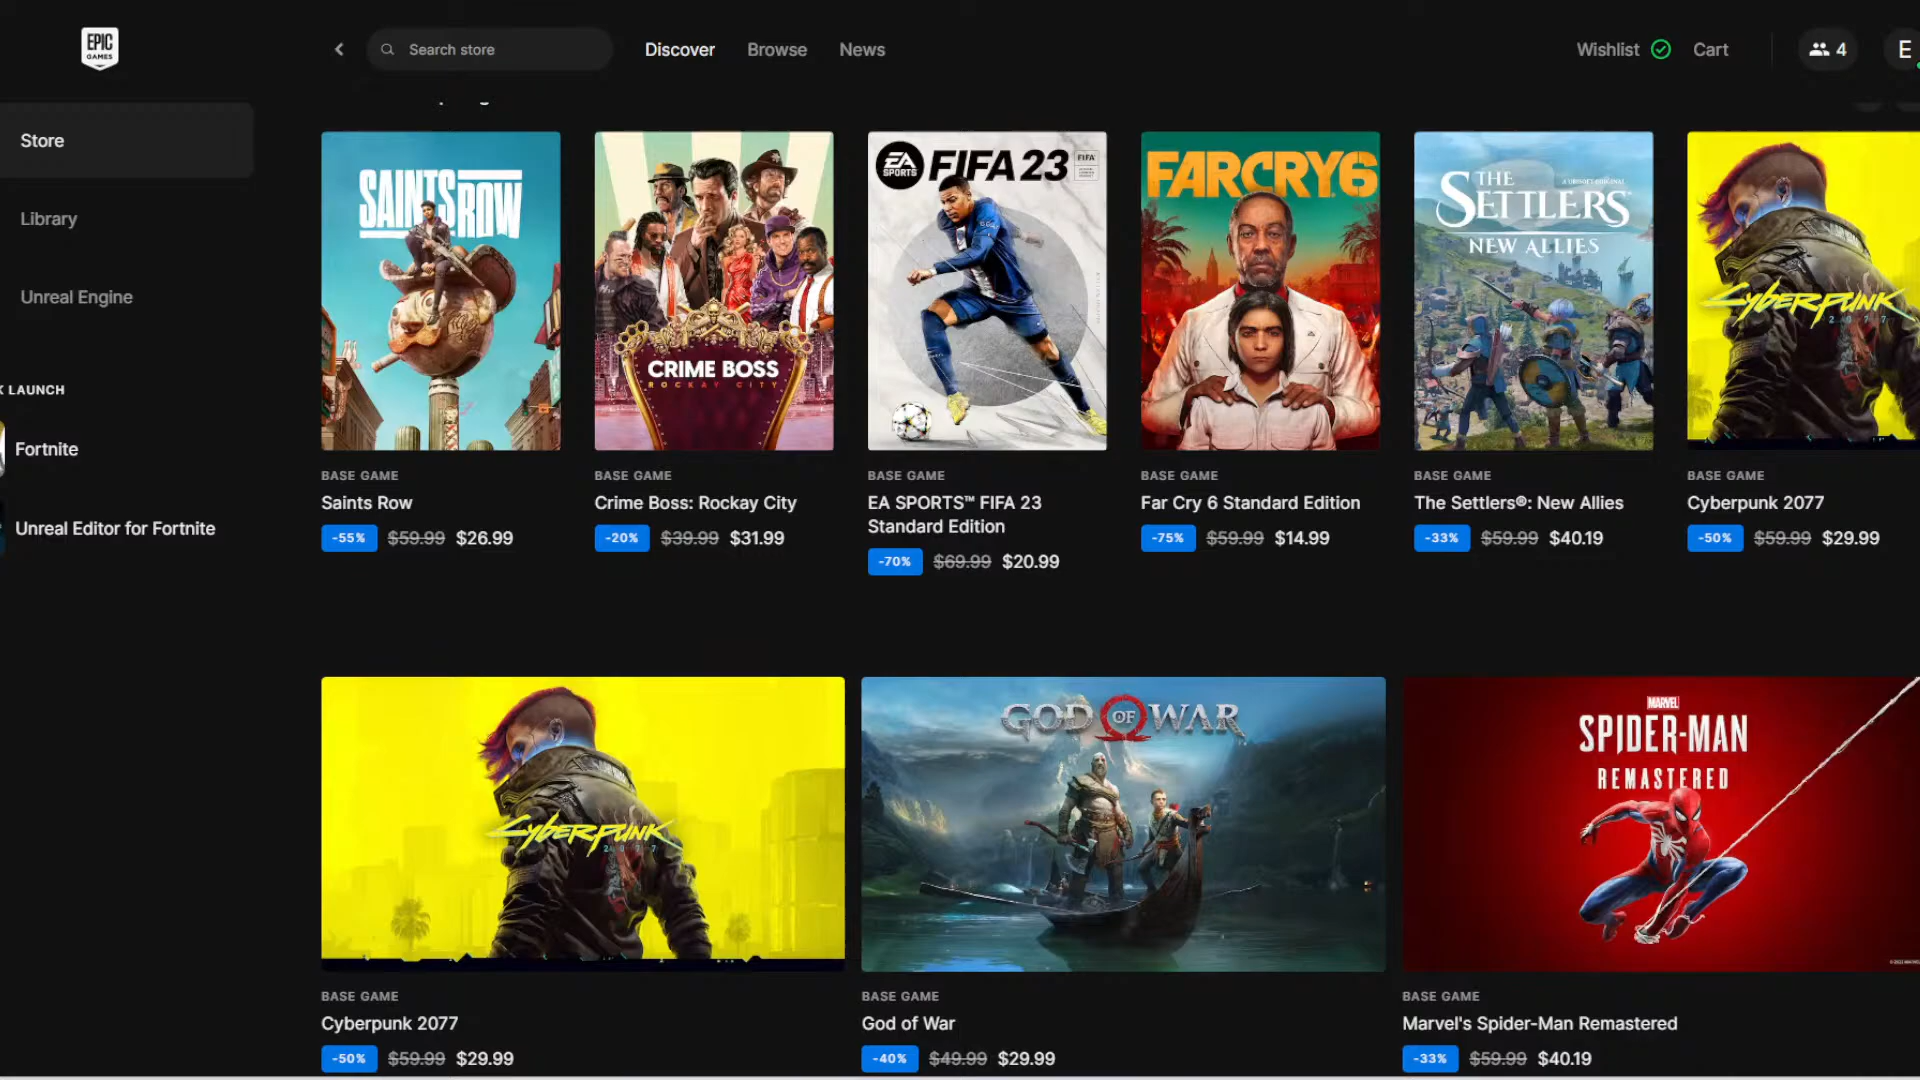 EPIC
GAMES
Search store
Discover
Browse
News
Wishlist
Cart
4
E
Store
Library
Unreal Engine
K LAUNCH
Fortnite
Unreal Editor for Fortnite
SAINTS ROW
CRIME BOSS
ROCKAY CITY
EA
SPORTS
FIFA 23
FIFA
FARCRY6
A UBISOFT ORIGINAL
THE
SETTLERS
NEW ALLIES
CYBERPUNK
2077
BASE GAME
Saints Row
-55% $59.99 $26.99
BASE GAME
Crime Boss: Rockay City
-20% $39.99 $31.99
BASE GAME
EA SPORTS™ FIFA 23
Standard Edition
-70% $69.99 $20.99
BASE GAME
Far Cry 6 Standard Edition
-75% $59.99 $14.99
BASE GAME
The Settlers®: New Allies
-33% $59.99 $40.19
BASE GAME
Cyberpunk 2077
-50% $59.99 $29.99
CYBERPUNK
2077
GOD OF WAR
MARVEL
SPIDER-MAN
REMASTERED
BASE GAME
Cyberpunk 2077
-50% $59.99 $29.99
BASE GAME
God of War
-40% $49.99 $29.99
BASE GAME
Marvel's Spider-Man Remastered
-33% $59.99 $40.19